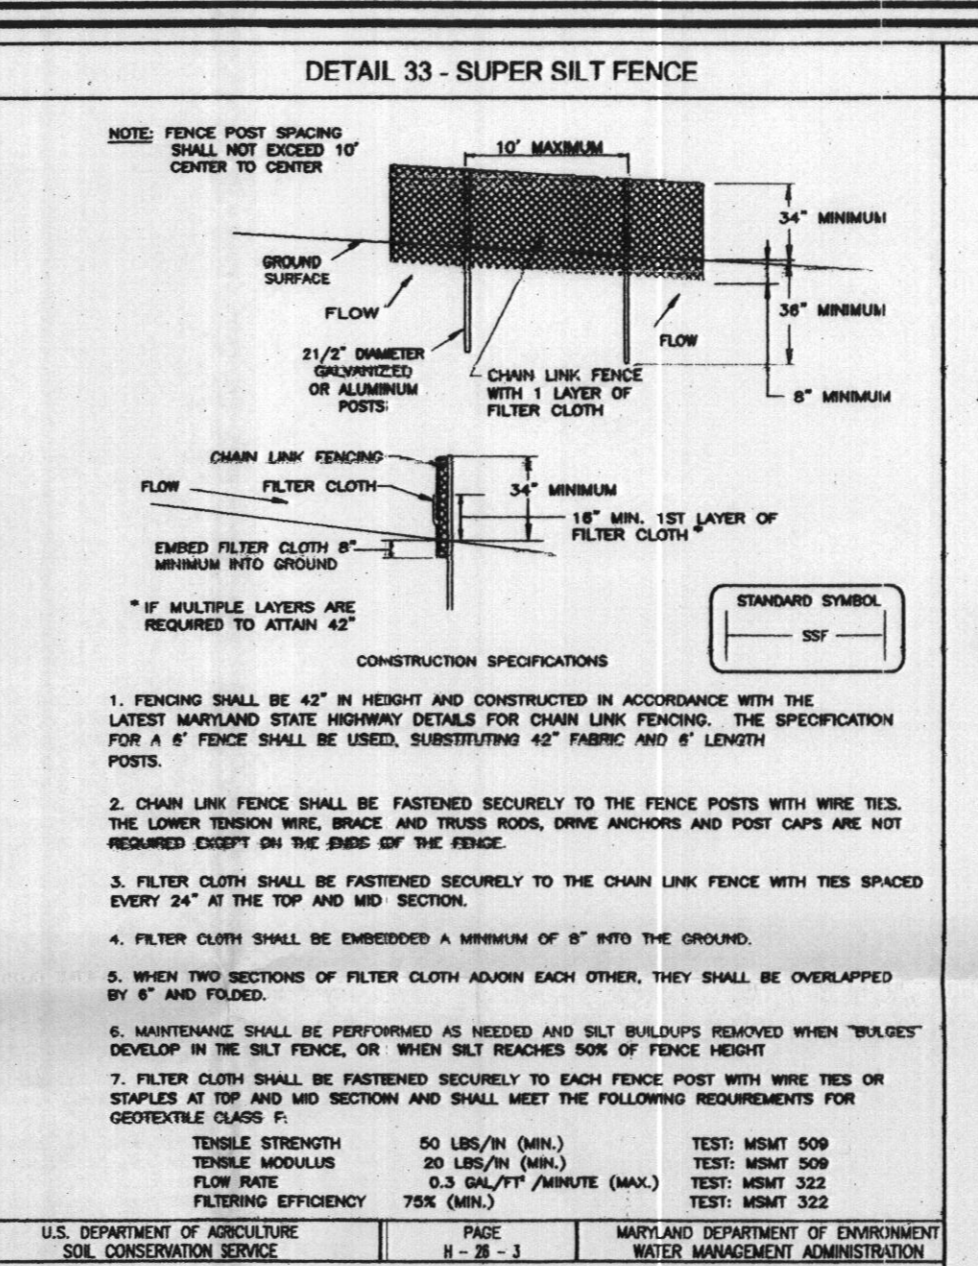 DETAIL 33 - SUPER SILT FENCE
NOTE: FENCE POST SPACING
SHALL NOT EXCEED 10'
CENTER TO CENTER
10' MAXIMUM
34" MINIMUM
GROUND
SURFACE
FLOW
36" MINIMUM
FLOW
21/2" DIAMETER
GALVANIZED
OR ALUMINUM
POSTS
CHAIN LINK FENCE
WITH 1 LAYER OF
FILTER CLOTH
8" MINIMUM
CHAIN LINK FENCING
FLOW
FILTER CLOTH
34" MINIMUM
16" MIN. 1ST LAYER OF
FILTER CLOTH *
EMBED FILTER CLOTH 8"
MINIMUM INTO GROUND
* IF MULTIPLE LAYERS ARE
REQUIRED TO ATTAIN 42"
STANDARD SYMBOL
SSF
CONSTRUCTION SPECIFICATIONS
1. FENCING SHALL BE 42" IN HEIGHT AND CONSTRUCTED IN ACCORDANCE WITH THE
LATEST MARYLAND STATE HIGHWAY DETAILS FOR CHAIN LINK FENCING. THE SPECIFICATION
FOR A 6' FENCE SHALL BE USED, SUBSTITUTING 42" FABRIC AND 6' LENGTH
POSTS.
2. CHAIN LINK FENCE SHALL BE FASTENED SECURELY TO THE FENCE POSTS WITH WIRE TIES.
THE LOWER TENSION WIRE, BRACE AND TRUSS RODS, DRIVE ANCHORS AND POST CAPS ARE NOT
REQUIRED EXCEPT ON THE ENDS OF THE FENCE.
3. FILTER CLOTH SHALL BE FASTENED SECURELY TO THE CHAIN LINK FENCE WITH TIES SPACED
EVERY 24" AT THE TOP AND MID SECTION.
4. FILTER CLOTH SHALL BE EMBEDDED A MINIMUM OF 8" INTO THE GROUND.
5. WHEN TWO SECTIONS OF FILTER CLOTH ADJOIN EACH OTHER, THEY SHALL BE OVERLAPPED
BY 6" AND FOLDED.
6. MAINTENANCE SHALL BE PERFORMED AS NEEDED AND SILT BUILDUPS REMOVED WHEN "BULGES"
DEVELOP IN THE SILT FENCE, OR WHEN SILT REACHES 50% OF FENCE HEIGHT
7. FILTER CLOTH SHALL BE FASTENED SECURELY TO EACH FENCE POST WITH WIRE TIES OR
STAPLES AT TOP AND MID SECTION AND SHALL MEET THE FOLLOWING REQUIREMENTS FOR
GEOTEXTILE CLASS F:
TENSILE STRENGTH 50 LBS/IN (MIN.) TEST: MSMT 509
TENSILE MODULUS 20 LBS/IN (MIN.) TEST: MSMT 509
FLOW RATE 0.3 GAL/FT² /MINUTE (MAX.) TEST: MSMT 322
FILTERING EFFICIENCY 75% (MIN.) TEST: MSMT 322
U.S. DEPARTMENT OF AGRICULTURE
SOIL CONSERVATION SERVICE
PAGE
H - 26 - 3
MARYLAND DEPARTMENT OF ENVIRONMENT
WATER MANAGEMENT ADMINISTRATION